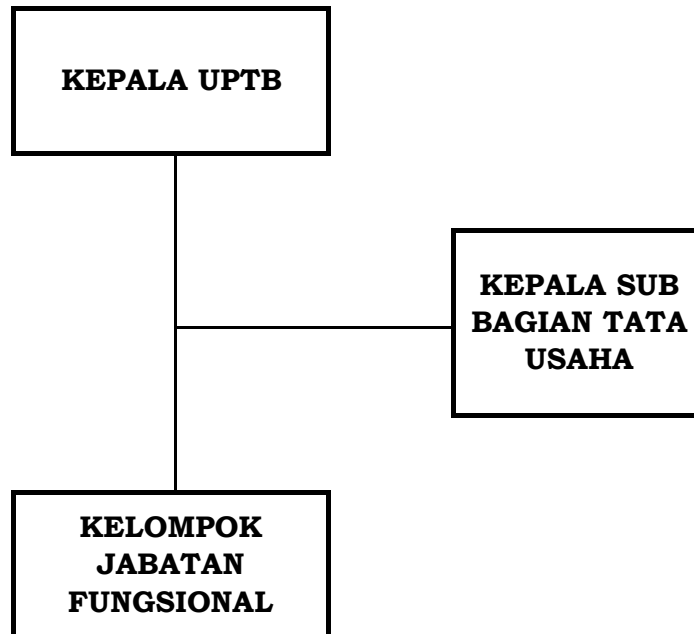 KEPALA UPTB
KEPALA SUB
BAGIAN TATA
USAHA
KELOMPOK
JABATAN
FUNGSIONAL